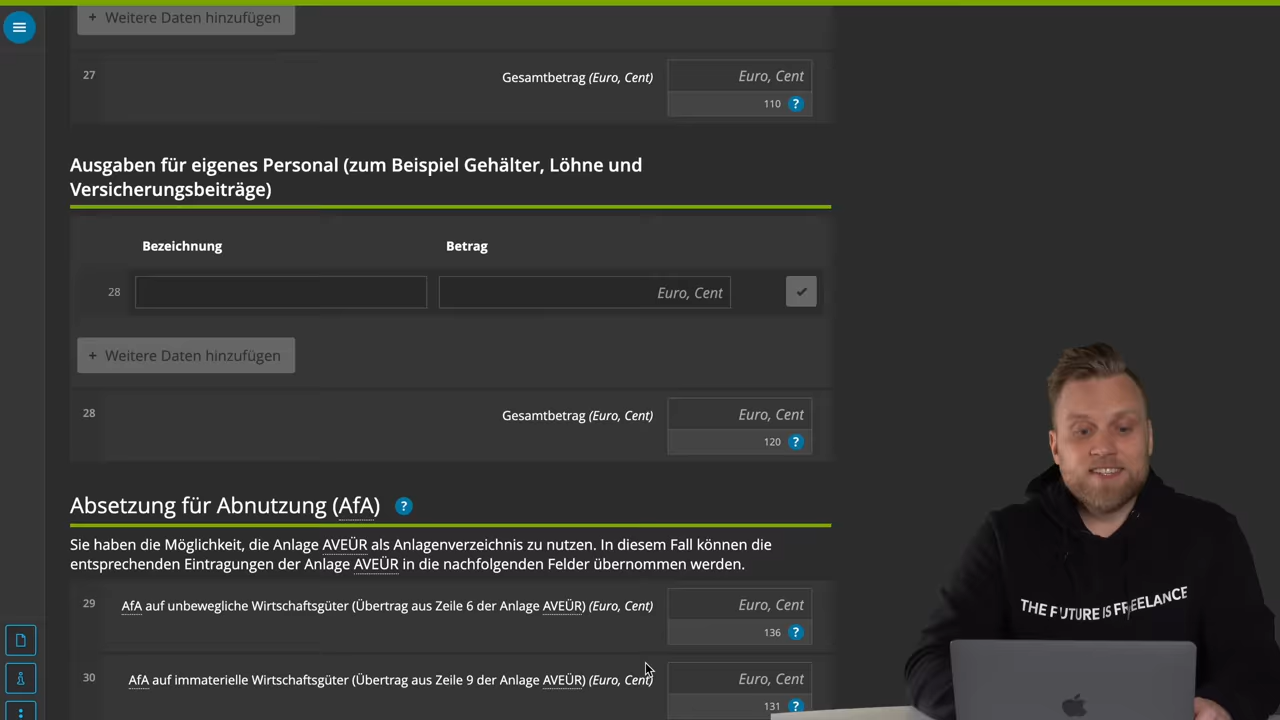 + Weitere Daten hinzufügen
27
Gesamtbetrag (Euro, Cent)
Euro, Cent
110 ?
Ausgaben für eigenes Personal (zum Beispiel Gehälter, Löhne und
Versicherungsbeiträge)
Bezeichnung Betrag
28
Euro, Cent
+ Weitere Daten hinzufügen
28
Gesamtbetrag (Euro, Cent)
Euro, Cent
120 ?
Absetzung für Abnutzung (AfA) ?
Sie haben die Möglichkeit, die Anlage AVEÜR als Anlagenverzeichnis zu nutzen. In diesem Fall können die
entsprechenden Eintragungen der Anlage AVEÜR in die nachfolgenden Felder übernommen werden.
29
AfA auf unbewegliche Wirtschaftsgüter (Übertrag aus Zeile 6 der Anlage AVEÜR) (Euro, Cent)
Euro, Cent
136 ?
30
AfA auf immaterielle Wirtschaftsgüter (Übertrag aus Zeile 9 der Anlage AVEÜR) (Euro, Cent)
Euro, Cent
131 ?
THE FUTURE IS FREELANCE